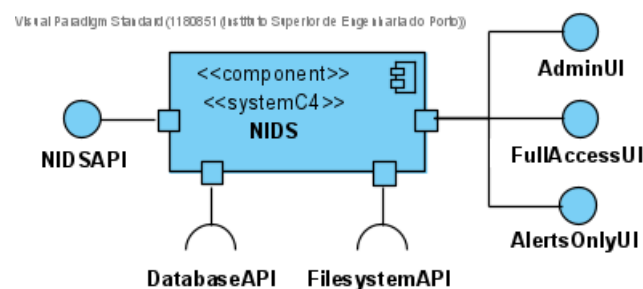 Visual Paradigm Standard (1180851 (Instituto Superior de Engenharia do Porto))
<<component>>
<<systemC4>>
NIDS
NIDSAPI
AdminUI
FullAccessUI
AlertsOnlyUI
DatabaseAPI
FilesystemAPI